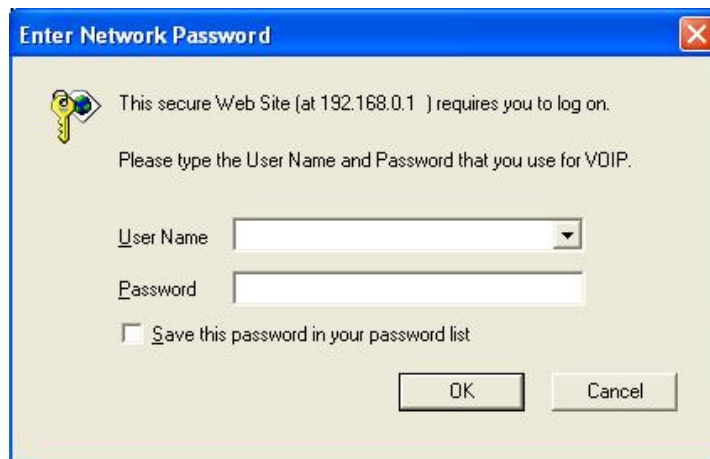 Enter Network Password
This secure Web Site (at 192.168.0.1 ) requires you to log on.
Please type the User Name and Password that you use for VOIP.
User Name
Password
Save this password in your password list
OK Cancel